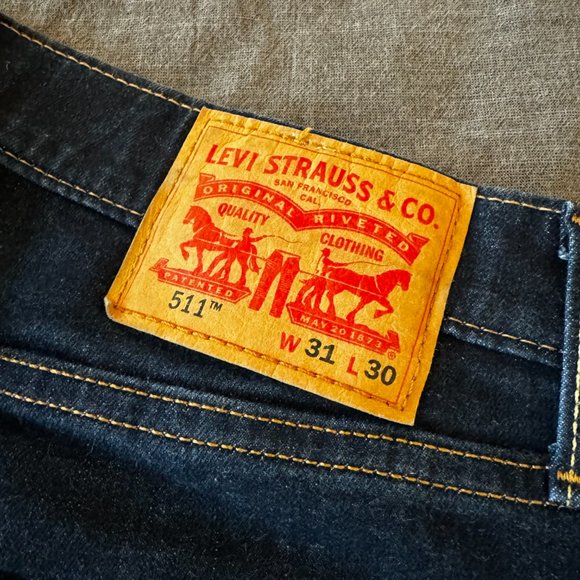 LEVI STRAUSS & CO.
SAN FRANCISCO
CAL.
ORIGINAL RIVETED
QUALITY CLOTHING
PATENTED MAY 20 1873
511™
W 31 L 30